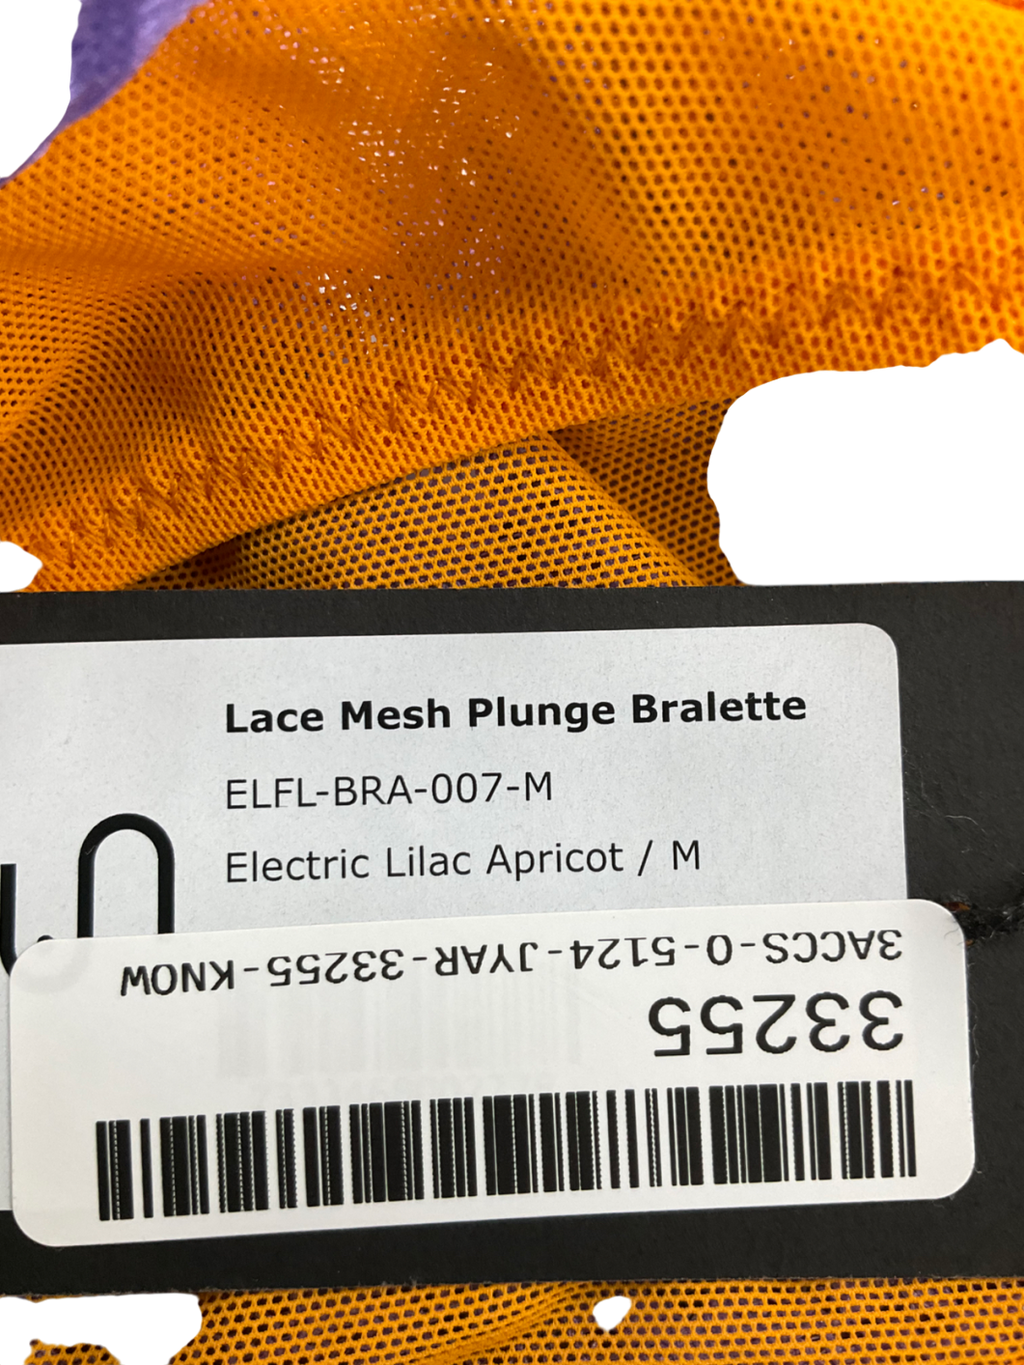 Lace Mesh Plunge Bralette
ELFL-BRA-007-M
Electric Lilac Apricot / M
33255
3ACCS-0-5124-JYAR-33255-KNOW